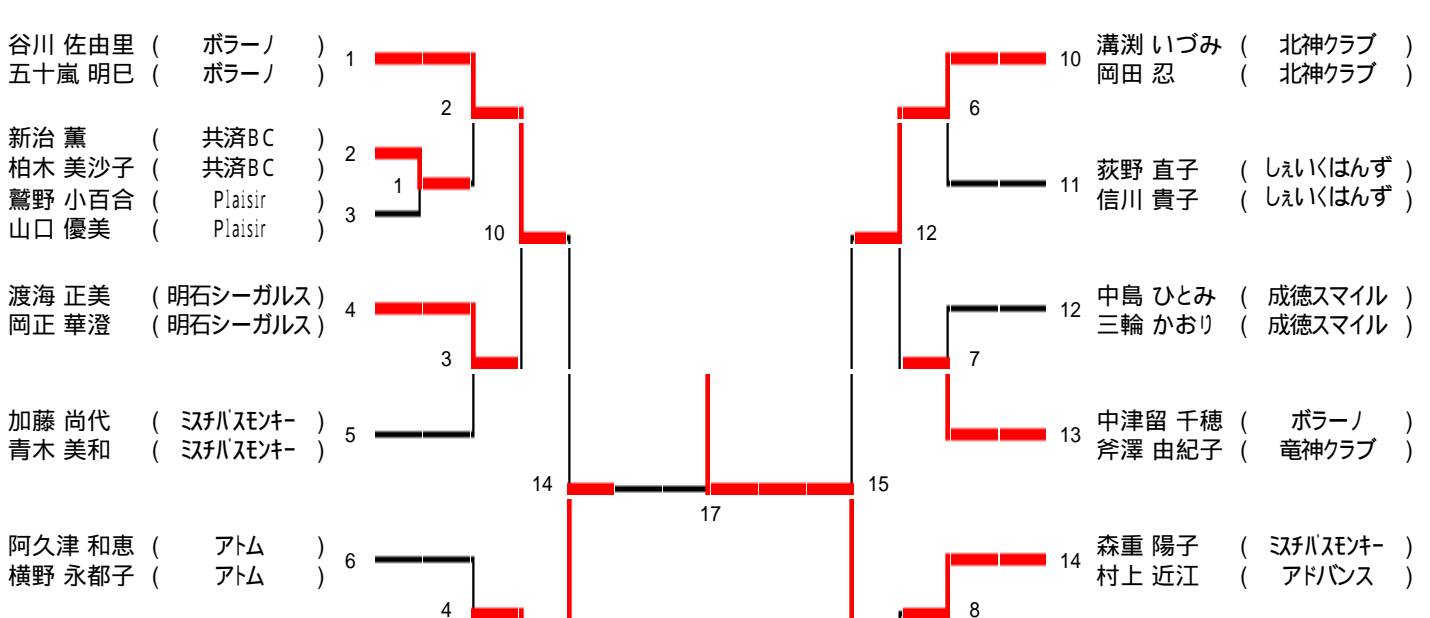 谷川 佐由里 ( ボラーノ ) 1
五十嵐 明巳 ( ボラーノ )
2
新治 薫 ( 共済BC ) 2
柏木 美沙子 ( 共済BC )
1
鷲野 小百合 ( Plaisir ) 3
山口 優美 ( Plaisir )
10
渡海 正美 ( 明石シーガルス ) 4
岡正 華澄 ( 明石シーガルス )
3
加藤 尚代 ( ミスチバスモンキー ) 5
青木 美和 ( ミスチバスモンキー )
14
阿久津 和恵 ( アトム ) 6
横野 永都子 ( アトム )
4
17
10 溝渕 いづみ ( 北神クラブ )
岡田 忍 ( 北神クラブ )
6
11 荻野 直子 ( しぇいくはんず )
信川 貴子 ( しぇいくはんず )
12
12 中島 ひとみ ( 成徳スマイル )
三輪 かおり ( 成徳スマイル )
7
13 中津留 千穂 ( ボラーノ )
斧澤 由紀子 ( 竜神クラブ )
15
14 森重 陽子 ( ミスチバスモンキー )
村上 近江 ( アドバンス )
8